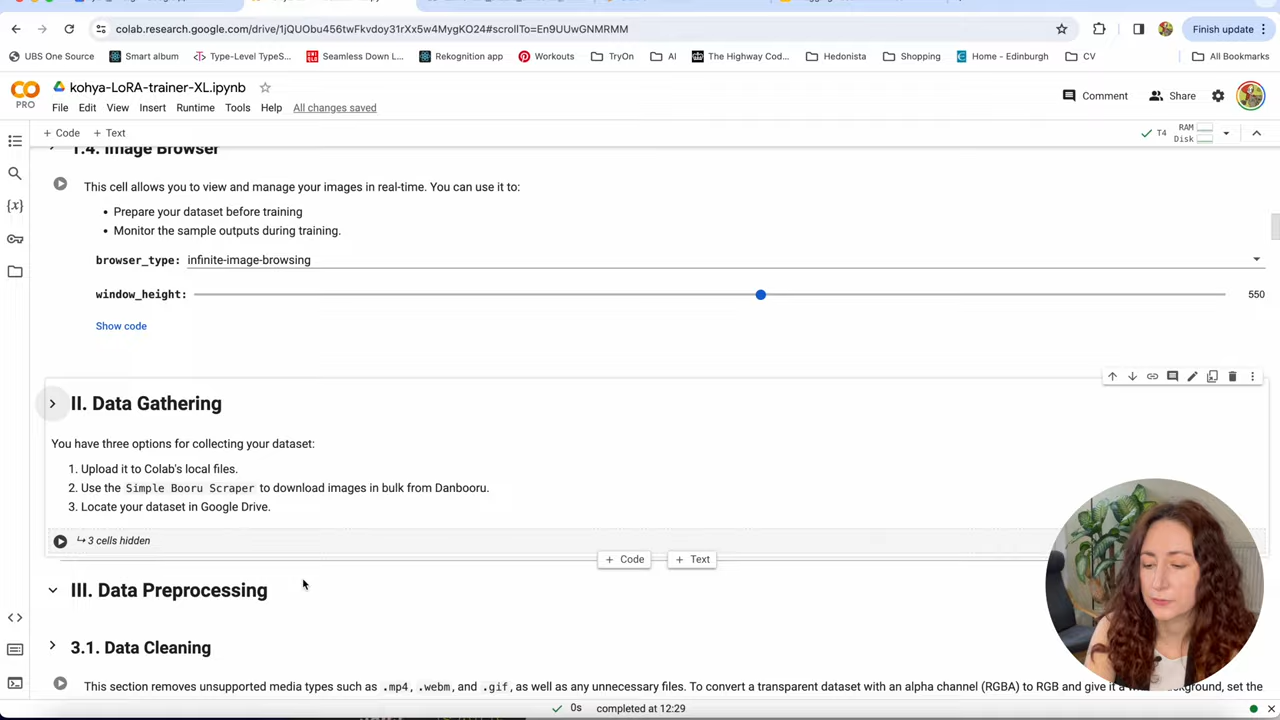 colab.research.google.com/drive/1jQUObu456twFkvdoy31rXx5w4MygKO24#scrollTo=En9UUwGNMRMM
Finish update
UBS One Source
Smart album
Type-Level TypeS...
Seamless Down L...
Rekognition app
Workouts
TryOn
AI
The Highway Cod...
Hedonista
Shopping
Home - Edinburgh
CV
All Bookmarks
CO
PRO
kohya-LoRA-trainer-XL.ipynb
File Edit View Insert Runtime Tools Help All changes saved
Comment
Share
+ Code + Text
T4
RAM
Disk
1.4. Image Browser
This cell allows you to view and manage your images in real-time. You can use it to:
• Prepare your dataset before training
• Monitor the sample outputs during training.
browser_type: infinite-image-browsing
window_height: 550
Show code
II. Data Gathering
You have three options for collecting your dataset:
1. Upload it to Colab's local files.
2. Use the Simple Booru Scraper to download images in bulk from Danbooru.
3. Locate your dataset in Google Drive.
3 cells hidden
+ Code + Text
III. Data Preprocessing
3.1. Data Cleaning
This section removes unsupported media types such as .mp4, .webm, and .gif, as well as any unnecessary files. To convert a transparent dataset with an alpha channel (RGBA) to RGB and give it a background, set the
0s completed at 12:29